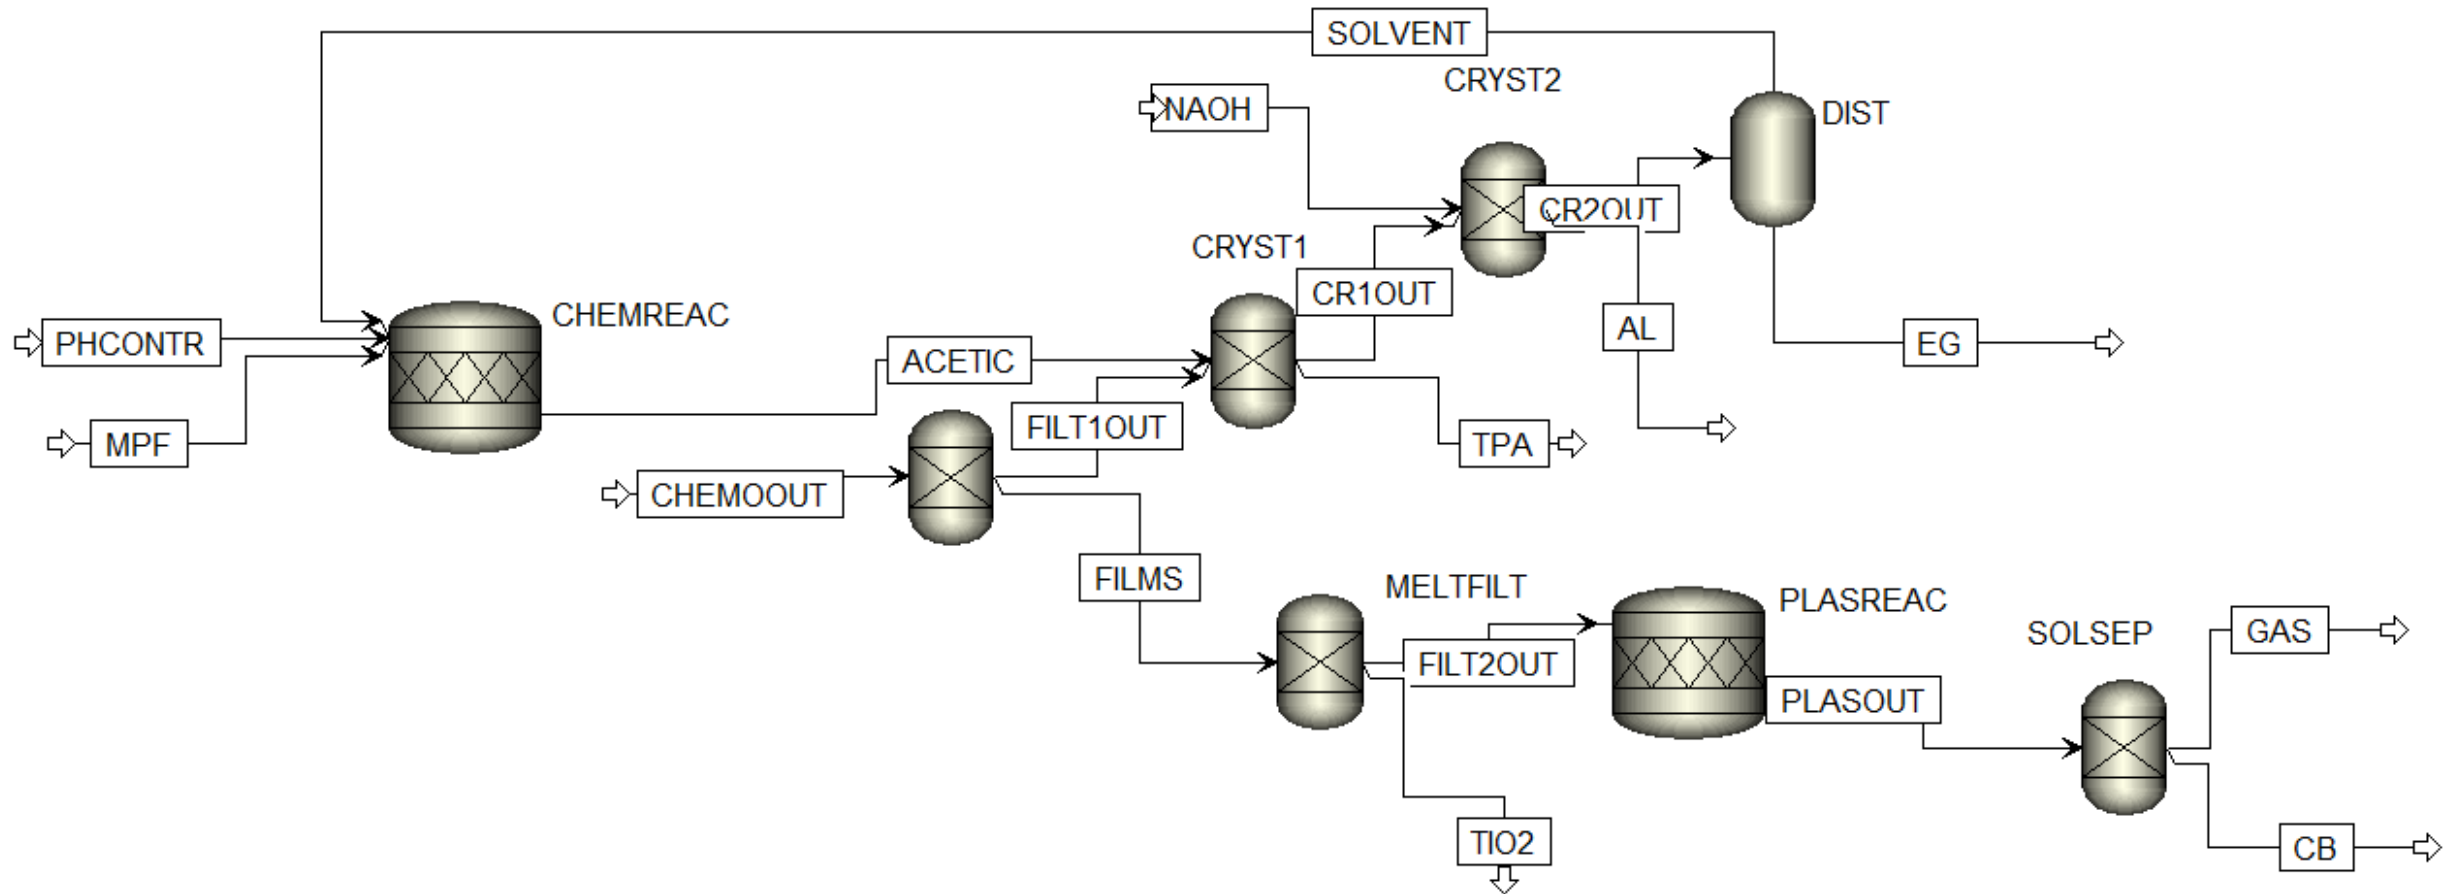 SOLVENT
CRYST2
NAOH
DIST
CR2OUT
CRYST1
CR1OUT
CHEMREAC
PHCONTR
AL
EG
ACETIC
FILT1OUT
MPF
TPA
CHEMOOUT
FILMS
MELTFILT
PLASREAC
SOLSEP
GAS
FILT2OUT
PLASOUT
TIO2
CB